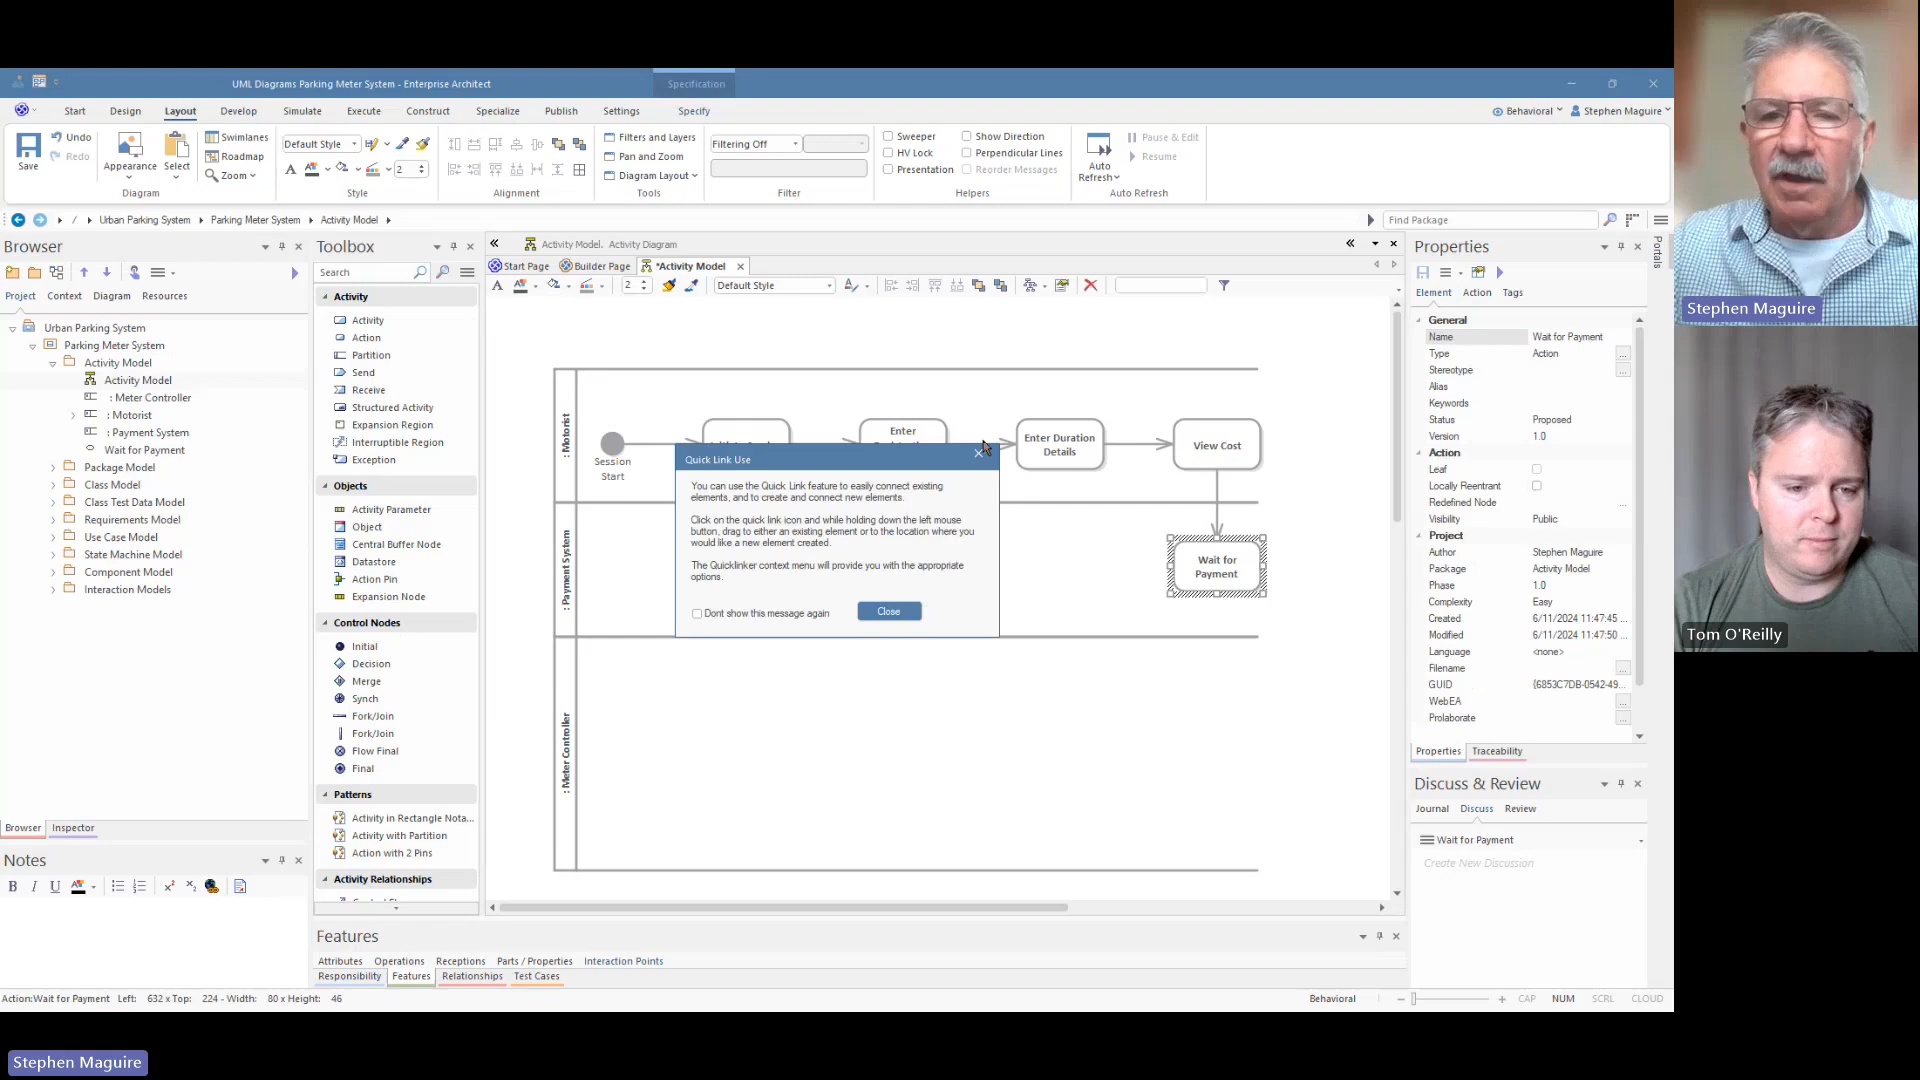 UML Diagrams Parking Meter System - Enterprise Architect
Specification
Start
Design
Layout
Develop
Simulate
Execute
Construct
Specialize
Publish
Settings
Specify
Behavioral
Stephen Maguire
Save
Undo
Redo
Appearance
Select
Swimlanes
Roadmap
Zoom
Diagram
Default Style
2
Style
Alignment
Filters and Layers
Pan and Zoom
Diagram Layout
Tools
Filtering Off
Filter
Sweeper
HV Lock
Presentation
Show Direction
Perpendicular Lines
Reorder Messages
Helpers
Auto
Refresh
Pause & Edit
Resume
Auto Refresh
/
Urban Parking System
Parking Meter System
Activity Model
Find Package
Portals
Browser
Project
Context
Diagram
Resources
Urban Parking System
Parking Meter System
Activity Model
Activity Model
: Meter Controller
: Motorist
: Payment System
Wait for Payment
Package Model
Class Model
Class Test Data Model
Requirements Model
Use Case Model
State Machine Model
Component Model
Interaction Models
Browser
Inspector
Notes
B I U
Toolbox
Search
Activity
Activity
Action
Partition
Send
Receive
Structured Activity
Expansion Region
Interruptible Region
Exception
Objects
Activity Parameter
Object
Central Buffer Node
Datastore
Action Pin
Expansion Node
Control Nodes
Initial
Decision
Merge
Synch
Fork/Join
Fork/Join
Flow Final
Final
Patterns
Activity in Rectangle Nota...
Activity with Partition
Action with 2 Pins
Activity Relationships
Activity Model. Activity Diagram
Start Page
Builder Page
*Activity Model
2
Default Style
: Motorist
: Payment System
: Meter Controller
Session
Start
Enter
Enter Duration
Details
View Cost
Wait for
Payment
Quick Link Use
You can use the Quick Link feature to easily connect existing
elements, and to create and connect new elements.
Click on the quick link icon and while holding down the left mouse
button, drag to either an existing element or to the location where you
would like a new element created.
The Quicklinker context menu will provide you with the appropriate
options.
Dont show this message again
Close
Properties
Element
Action
Tags
General
Name Wait for Payment
Type Action
Stereotype
Alias
Keywords
Status Proposed
Version 1.0
Action
Leaf
Locally Reentrant
Redefined Node
Visibility Public
Project
Author Stephen Maguire
Package Activity Model
Phase 1.0
Complexity Easy
Created 6/11/2024 11:47:45 ...
Modified 6/11/2024 11:47:50 ...
Language <none>
Filename
GUID {6853C7DB-0542-49...
WebEA
Prolaborate
Properties
Traceability
Discuss & Review
Journal
Discuss
Review
Wait for Payment
Create New Discussion
Features
Attributes
Operations
Receptions
Parts / Properties
Interaction Points
Responsibility
Features
Relationships
Test Cases
Action:Wait for Payment Left: 632 x Top: 224 - Width: 80 x Height: 46
Behavioral
CAP
NUM
SCRL
CLOUD
Stephen Maguire
Tom O'Reilly
Stephen Maguire